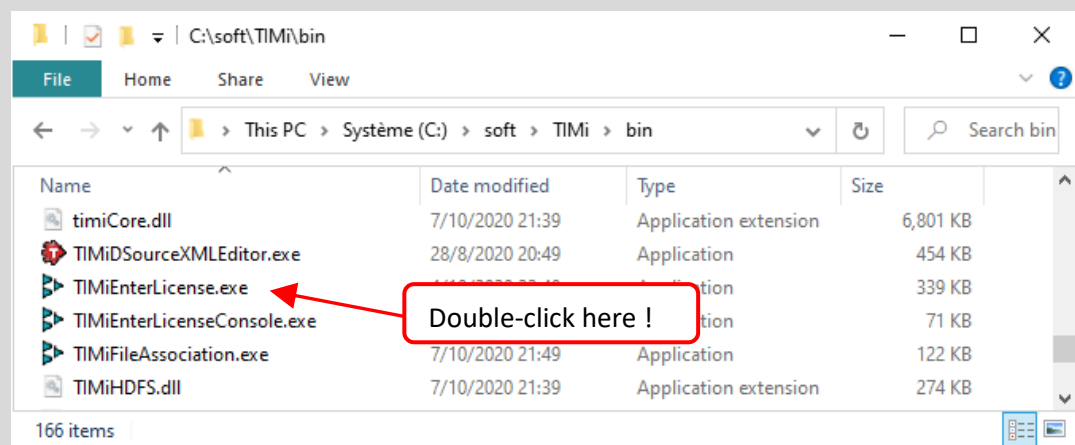 C:\soft\TIMi\bin
File Home Share View
This PC > Système (C:) > soft > TIMi > bin Search bin
Name Date modified Type Size
timiCore.dll 7/10/2020 21:39 Application extension 6,801 KB
TIMiDSourceXMLEditor.exe 28/8/2020 20:49 Application 454 KB
TIMiEnterLicense.exe 339 KB
Double-click here !
TIMiEnterLicenseConsole.exe 71 KB
TIMiFileAssociation.exe 7/10/2020 21:49 Application 122 KB
TIMiHDFS.dll 7/10/2020 21:39 Application extension 274 KB
166 items